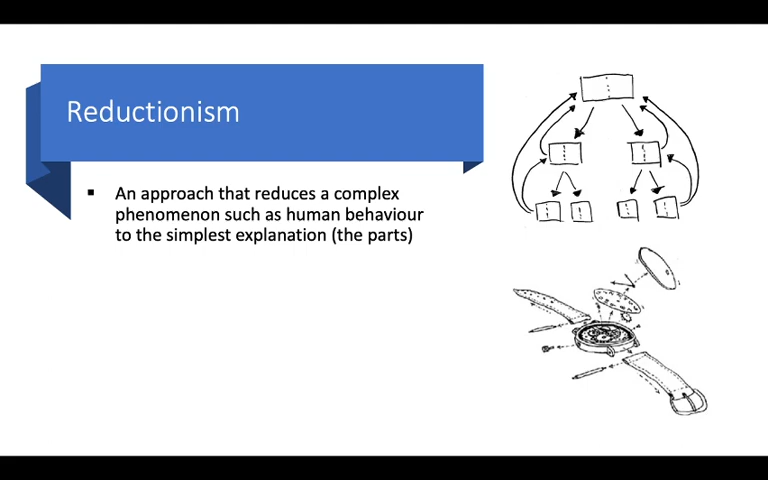 Reductionism
▪ An approach that reduces a complex
phenomenon such as human behaviour
to the simplest explanation (the parts)